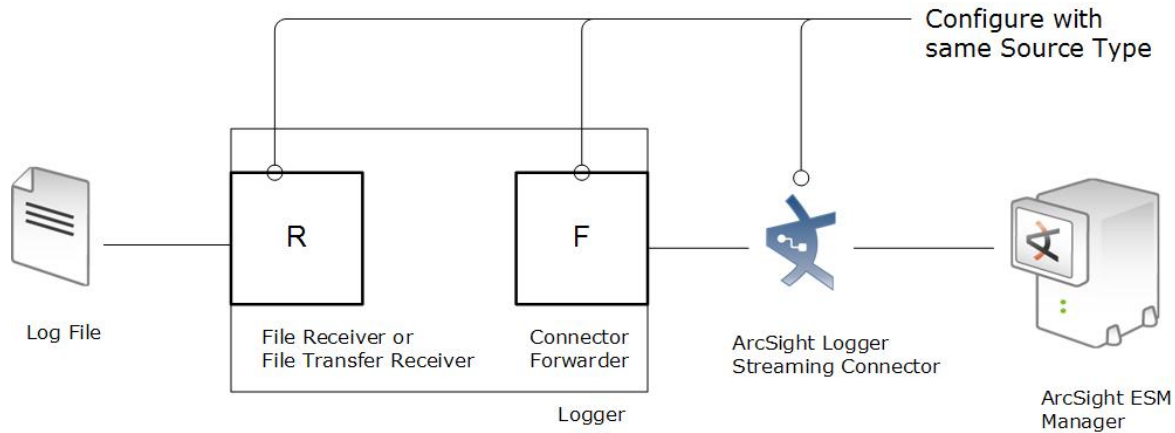 Configure with
same Source Type
R
F
Log File
File Receiver or
File Transfer Receiver
Connector
Forwarder
ArcSight Logger
Streaming Connector
ArcSight ESM
Manager
Logger